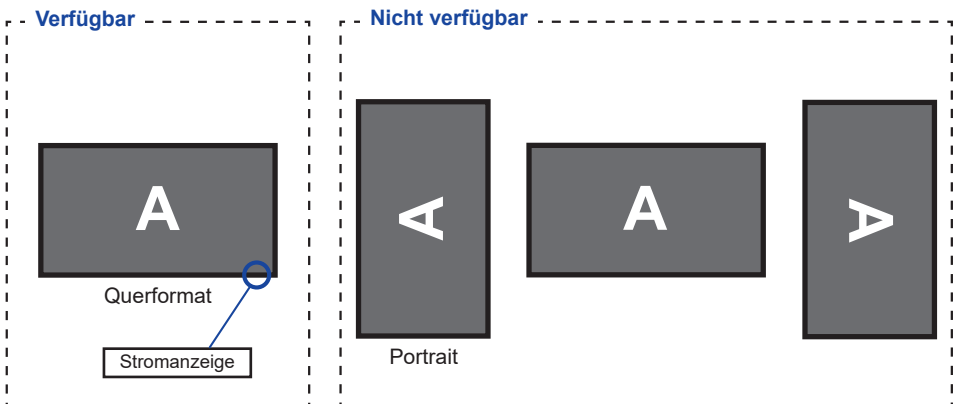 Verfügbar
Nicht verfügbar
A
A
A
A
Querformat
Stromanzeige
Portrait